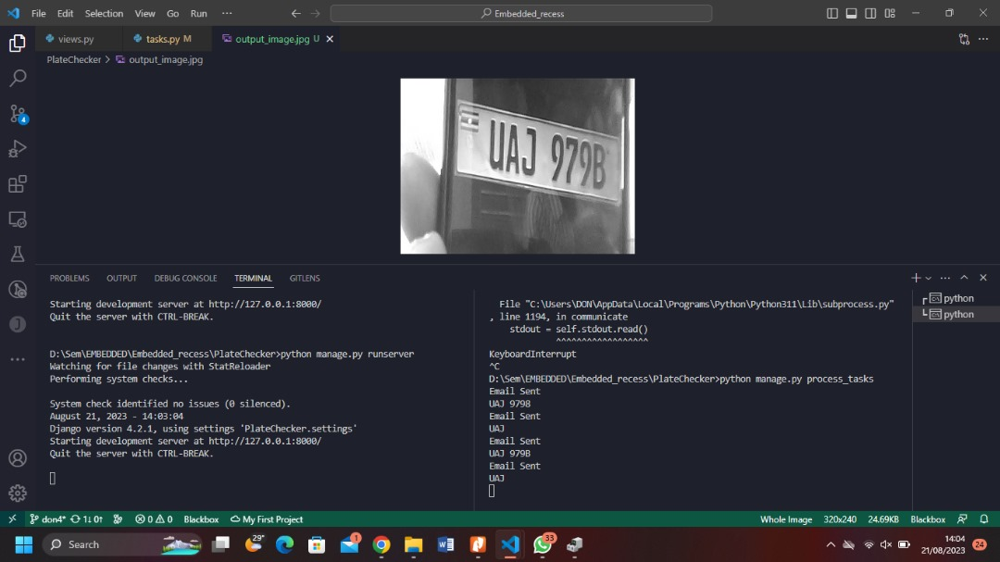 File Edit Selection View Go Run ···
Embedded_recess
views.py
tasks.py M
output_image.jpg U
PlateChecker > output_image.jpg
UAJ 979B
PROBLEMS OUTPUT DEBUG CONSOLE TERMINAL GITLENS
Starting development server at http://127.0.0.1:8000/
Quit the server with CTRL-BREAK.
D:\Sem\EMBEDDED\Embedded_recess\PlateChecker>python manage.py runserver
Watching for file changes with StatReloader
Performing system checks...
System check identified no issues (0 silenced).
August 21, 2023 - 14:03:04
Django version 4.2.1, using settings 'PlateChecker.settings'
Starting development server at http://127.0.0.1:8000/
Quit the server with CTRL-BREAK.
File "C:\Users\DON\AppData\Local\Programs\Python\Python311\Lib\subprocess.py"
, line 1194, in communicate
stdout = self.stdout.read()
^^^^^^^^^^^^^^^^^^
KeyboardInterrupt
^C
D:\Sem\EMBEDDED\Embedded_recess\PlateChecker>python manage.py process_tasks
Email Sent
UAJ 9798
Email Sent
UAJ
Email Sent
UAJ 979B
Email Sent
UAJ
python
python
4
don4* 1↓ 0↑ 0 0 Blackbox My First Project
Whole Image 320x240 24.69KB Blackbox
Search
29°
1
33
14:04
21/08/2023
24